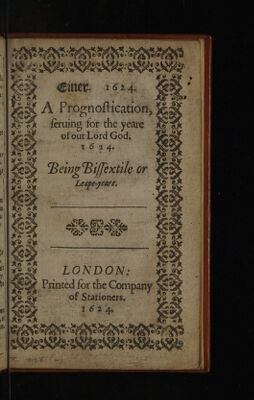 Einer. 1624.
A Prognostication,
seruing for the yeare
of our Lord God.
1624.
Being Bissextile or
Leape-yeare.
LONDON:
Printed for the Company
of Stationers.
1624.